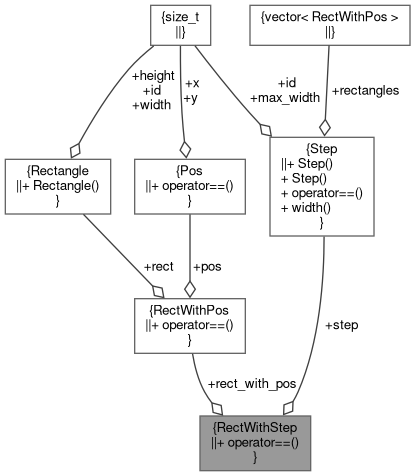 {size_t
||}
{vector< RectWithPos >
||}
+height
+id
+width
+x
+y
+id
+max_width
+rectangles
{Rectangle
||+ Rectangle()
}
{Pos
||+ operator==()
}
{Step
||+ Step()
+ Step()
+ operator==()
+ width()
}
+rect
+pos
{RectWithPos
||+ operator==()
}
+step
+rect_with_pos
{RectWithStep
||+ operator==()
}